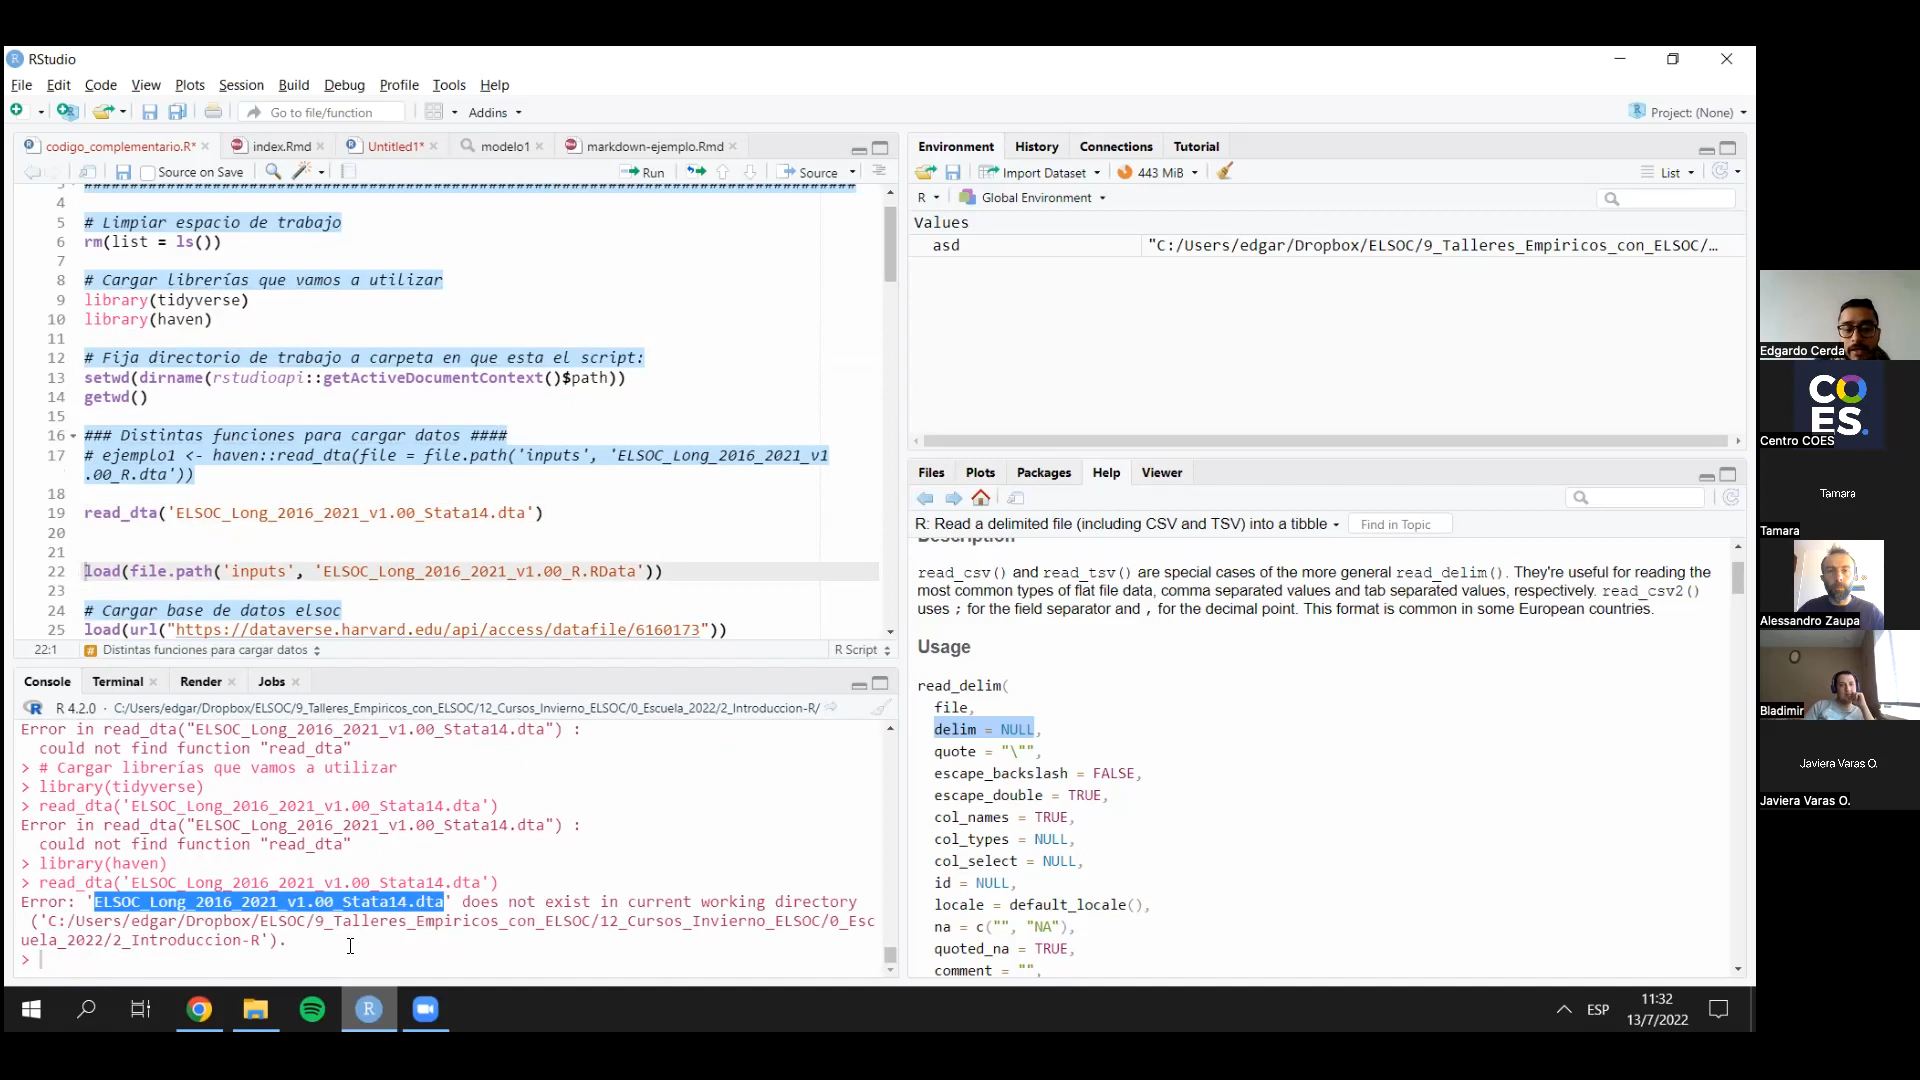 RStudio
File Edit Code View Plots Session Build Debug Profile Tools Help
Go to file/function Addins Project: (None)
codigo_complementario.R* index.Rmd Untitled1* modelo1 markdown-ejemplo.Rmd
Source on Save Run Source
4
5 # Limpiar espacio de trabajo
6 rm(list = ls())
7
8 # Cargar librerías que vamos a utilizar
9 library(tidyverse)
10 library(haven)
11
12 # Fija directorio de trabajo a carpeta en que esta el script:
13 setwd(dirname(rstudioapi::getActiveDocumentContext()$path))
14 getwd()
15
16 ### Distintas funciones para cargar datos ####
17 # ejemplo1 <- haven::read_dta(file = file.path('inputs', 'ELSOC_Long_2016_2021_v1
.00_R.dta'))
18
19 read_dta('ELSOC_Long_2016_2021_v1.00_Stata14.dta')
20
21
22 load(file.path('inputs', 'ELSOC_Long_2016_2021_v1.00_R.RData'))
23
24 # Cargar base de datos elsoc
25 load(url("https://dataverse.harvard.edu/api/access/datafile/6160173"))
22:1 # Distintas funciones para cargar datos R Script
Console Terminal Render Jobs
R 4.2.0 · C:/Users/edgar/Dropbox/ELSOC/9_Talleres_Empiricos_con_ELSOC/12_Cursos_Invierno_ELSOC/0_Escuela_2022/2_Introduccion-R/
Error in read_dta("ELSOC_Long_2016_2021_v1.00_Stata14.dta") :
could not find function "read_dta"
> # Cargar librerías que vamos a utilizar
> library(tidyverse)
> read_dta('ELSOC_Long_2016_2021_v1.00_Stata14.dta')
Error in read_dta("ELSOC_Long_2016_2021_v1.00_Stata14.dta") :
could not find function "read_dta"
> library(haven)
> read_dta('ELSOC_Long_2016_2021_v1.00_Stata14.dta')
Error: 'ELSOC_Long_2016_2021_v1.00_Stata14.dta' does not exist in current working directory
('C:/Users/edgar/Dropbox/ELSOC/9_Talleres_Empiricos_con_ELSOC/12_Cursos_Invierno_ELSOC/0_Esc
uela_2022/2_Introduccion-R').
>
Environment History Connections Tutorial
Import Dataset 443 MiB List
R Global Environment
Values
asd "C:/Users/edgar/Dropbox/ELSOC/9_Talleres_Empiricos_con_ELSOC/…
Files Plots Packages Help Viewer
R: Read a delimited file (including CSV and TSV) into a tibble Find in Topic
Description
read_csv() and read_tsv() are special cases of the more general read_delim(). They're useful for reading the
most common types of flat file data, comma separated values and tab separated values, respectively. read_csv2()
uses ; for the field separator and , for the decimal point. This format is common in some European countries.
Usage
read_delim(
file,
delim = NULL,
quote = "\"",
escape_backslash = FALSE,
escape_double = TRUE,
col_names = TRUE,
col_types = NULL,
col_select = NULL,
id = NULL,
locale = default_locale(),
na = c("", "NA"),
quoted_na = TRUE,
comment = "",
ESP
11:32
13/7/2022
Edgardo Cerda
CO
ES.
Centro COES
Tamara
Tamara
Alessandro Zaupa
Bladimir
Javiera Varas O.
Javiera Varas O.